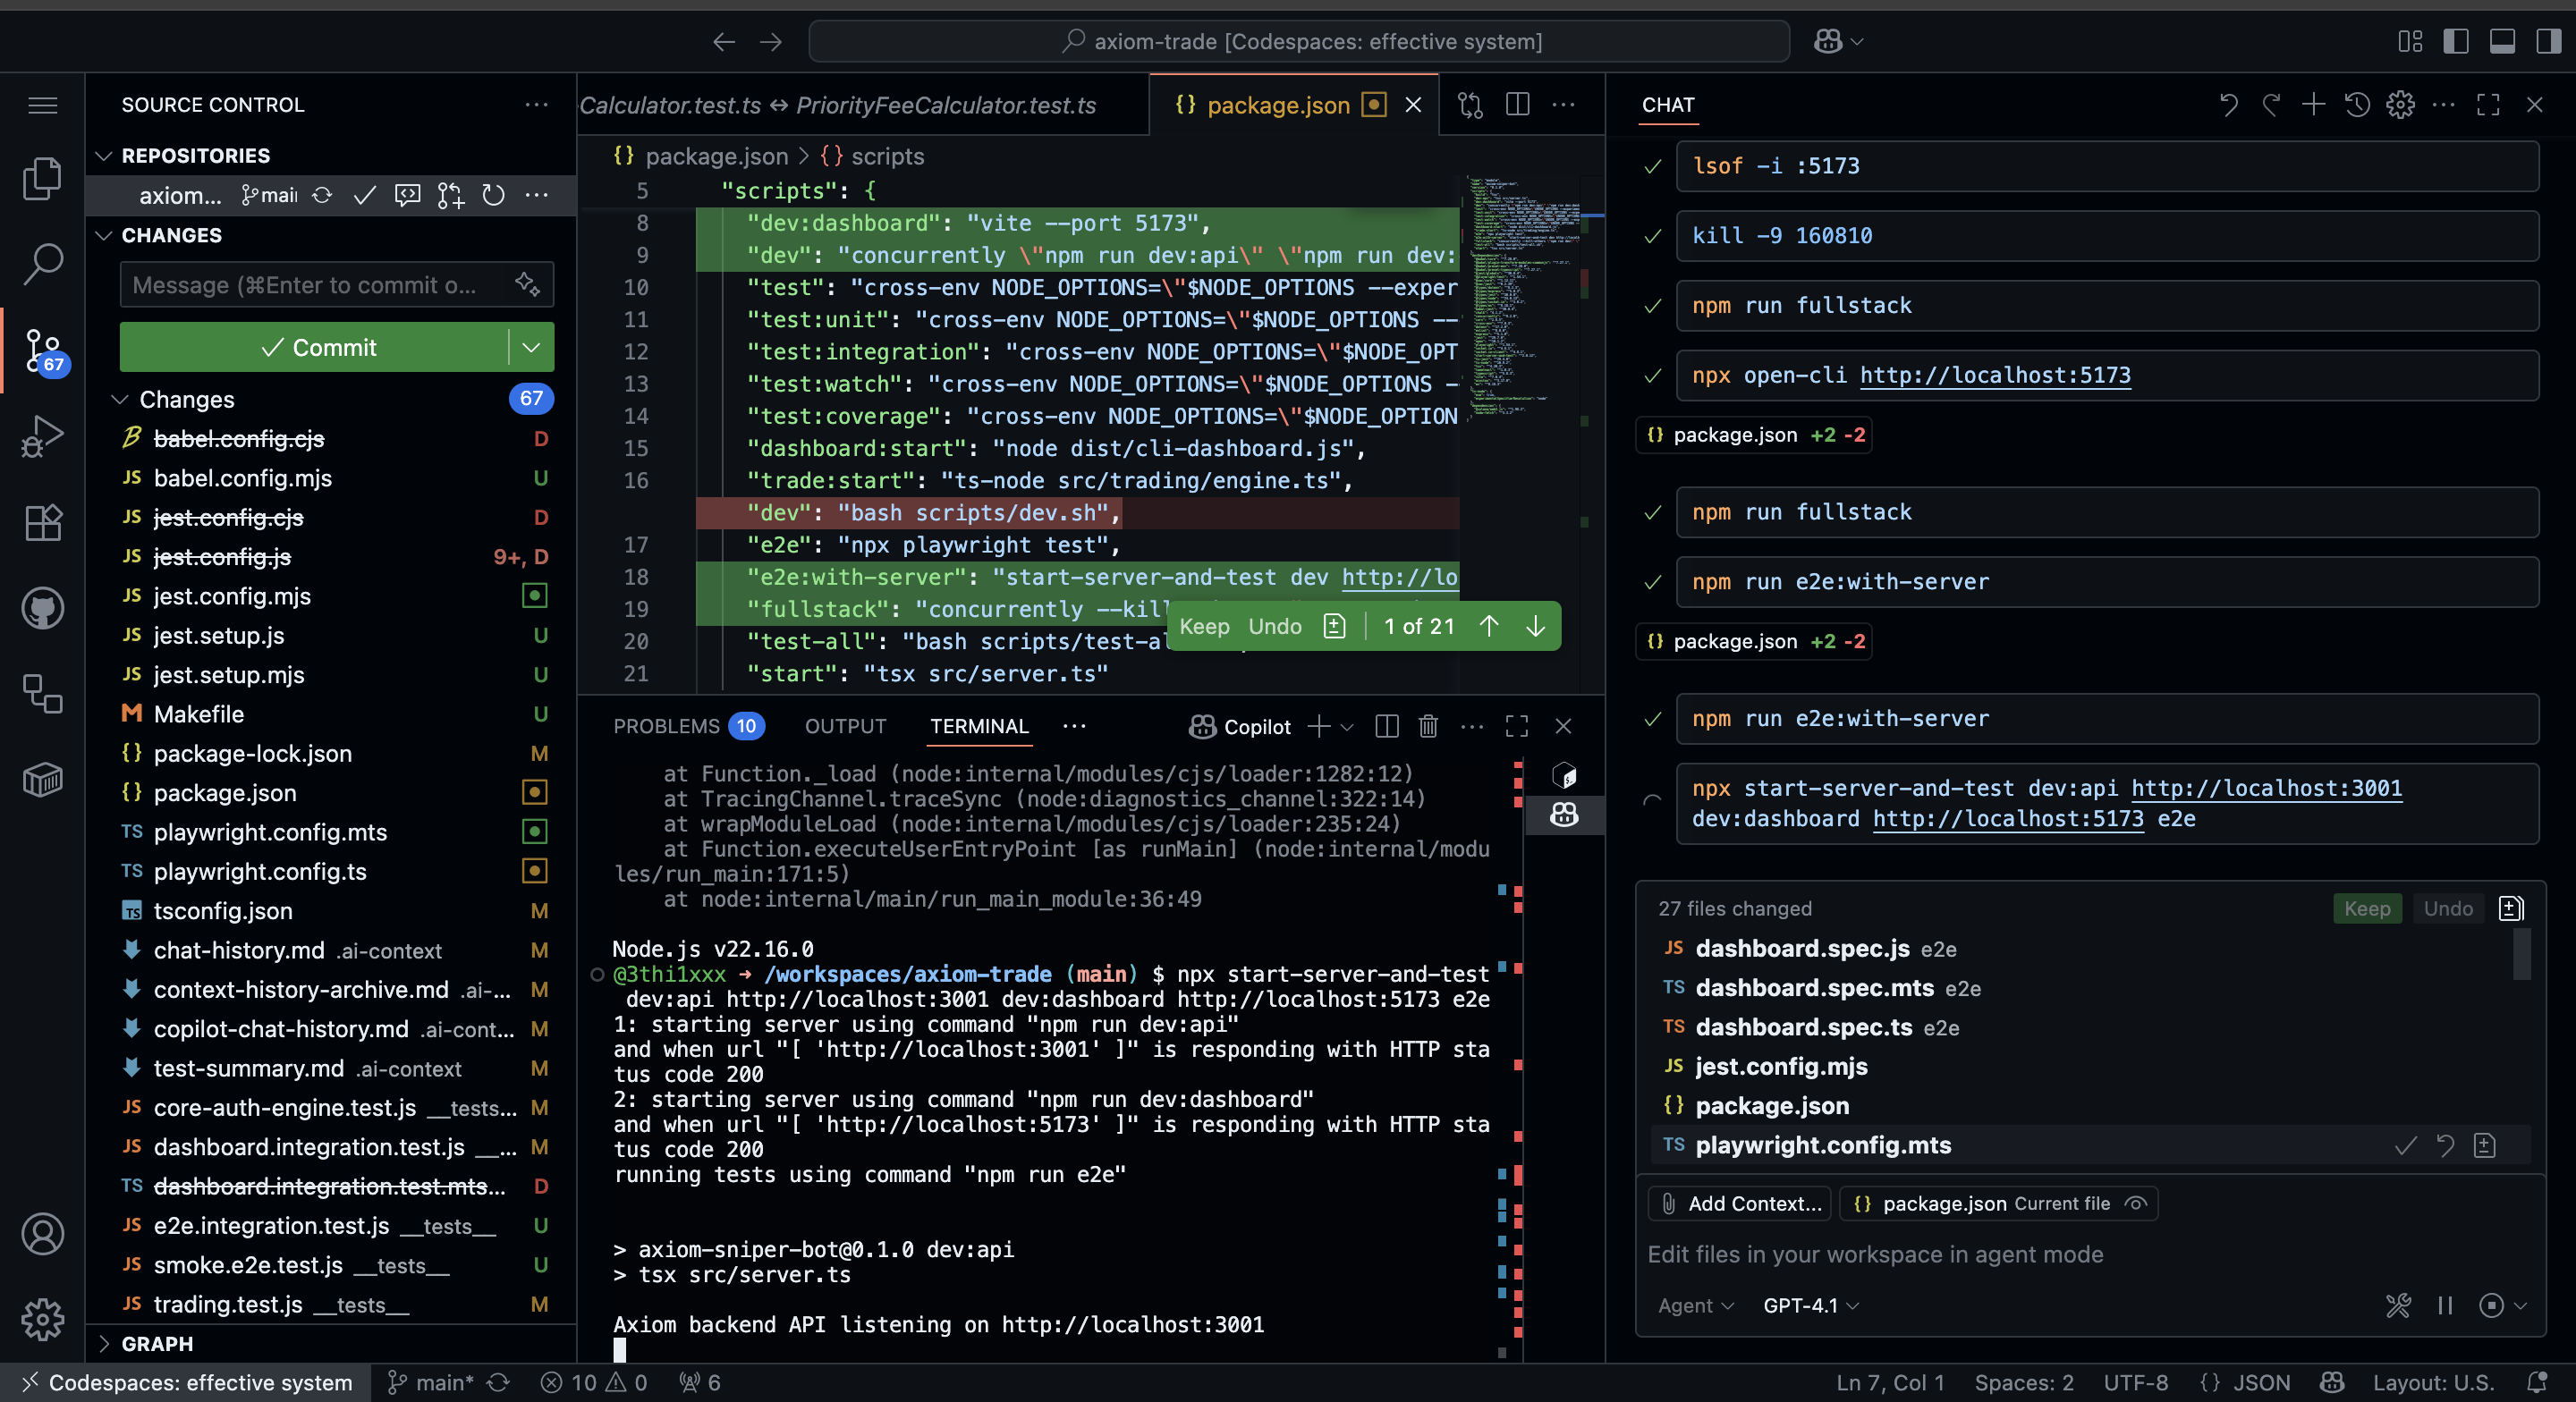 axiom-trade [Codespaces: effective system]
SOURCE CONTROL
REPOSITORIES
axiom... main
CHANGES
Message (⌘Enter to commit o...
Commit
67
Changes 67
babel.config.cjs D
babel.config.mjs U
jest.config.cjs D
jest.config.js 9+, D
jest.config.mjs
jest.setup.js U
jest.setup.mjs U
Makefile U
package-lock.json M
package.json
playwright.config.mts
playwright.config.ts
tsconfig.json M
chat-history.md .ai-context M
context-history-archive.md .ai-... M
copilot-chat-history.md .ai-cont... M
test-summary.md .ai-context M
core-auth-engine.test.js __tests... M
dashboard.integration.test.js __... M
dashboard.integration.test.mts... D
e2e.integration.test.js __tests__ U
smoke.e2e.test.js __tests__ U
trading.test.js __tests__ M
GRAPH
Calculator.test.ts ↔ PriorityFeeCalculator.test.ts
{} package.json
{} package.json > {} scripts
5 "scripts": {
8 "dev:dashboard": "vite --port 5173",
9 "dev": "concurrently \"npm run dev:api\" \"npm run dev:
10 "test": "cross-env NODE_OPTIONS=\"$NODE_OPTIONS --exper
11 "test:unit": "cross-env NODE_OPTIONS=\"$NODE_OPTIONS --
12 "test:integration": "cross-env NODE_OPTIONS=\"$NODE_OPT
13 "test:watch": "cross-env NODE_OPTIONS=\"$NODE_OPTIONS -
14 "test:coverage": "cross-env NODE_OPTIONS=\"$NODE_OPTION
15 "dashboard:start": "node dist/cli-dashboard.js",
16 "trade:start": "ts-node src/trading/engine.ts",
"dev": "bash scripts/dev.sh",
17 "e2e": "npx playwright test",
18 "e2e:with-server": "start-server-and-test dev http://lo
19 "fullstack": "concurrently --kill
20 "test-all": "bash scripts/test-al
21 "start": "tsx src/server.ts"
Keep Undo 1 of 21
PROBLEMS 10 OUTPUT TERMINAL ··· Copilot
at Function._load (node:internal/modules/cjs/loader:1282:12)
at TracingChannel.traceSync (node:diagnostics_channel:322:14)
at wrapModuleLoad (node:internal/modules/cjs/loader:235:24)
at Function.executeUserEntryPoint [as runMain] (node:internal/modu
les/run_main:171:5)
at node:internal/main/run_main_module:36:49
Node.js v22.16.0
@3thi1xxx → /workspaces/axiom-trade (main) $ npx start-server-and-test
dev:api http://localhost:3001 dev:dashboard http://localhost:5173 e2e
1: starting server using command "npm run dev:api"
and when url "[ 'http://localhost:3001' ]" is responding with HTTP sta
tus code 200
2: starting server using command "npm run dev:dashboard"
and when url "[ 'http://localhost:5173' ]" is responding with HTTP sta
tus code 200
running tests using command "npm run e2e"
> axiom-sniper-bot@0.1.0 dev:api
> tsx src/server.ts
Axiom backend API listening on http://localhost:3001
CHAT
lsof -i :5173
kill -9 160810
npm run fullstack
npx open-cli http://localhost:5173
{} package.json +2 -2
npm run fullstack
npm run e2e:with-server
{} package.json +2 -2
npm run e2e:with-server
npx start-server-and-test dev:api http://localhost:3001
dev:dashboard http://localhost:5173 e2e
27 files changed Keep Undo
JS dashboard.spec.js e2e
TS dashboard.spec.mts e2e
TS dashboard.spec.ts e2e
JS jest.config.mjs
{} package.json
TS playwright.config.mts
Add Context... {} package.json Current file
Edit files in your workspace in agent mode
Agent GPT-4.1
Codespaces: effective system main* 10 0 6
Ln 7, Col 1 Spaces: 2 UTF-8 {} JSON Layout: U.S.